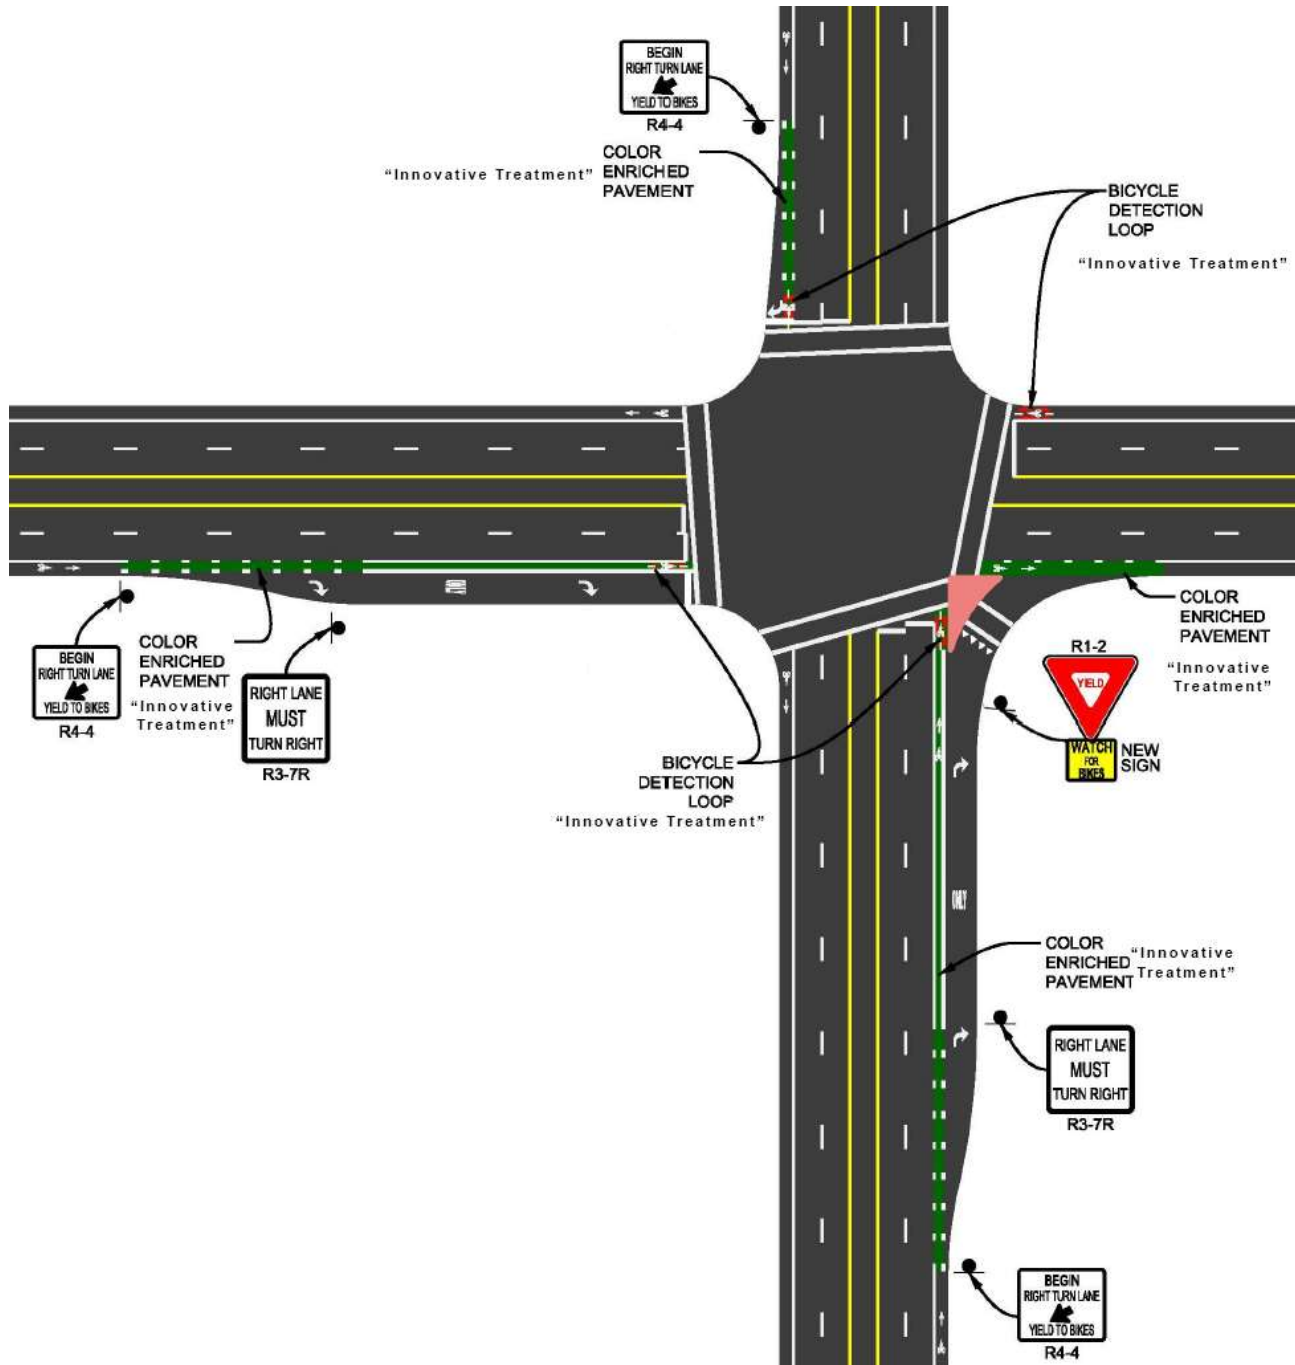 BEGIN
RIGHT TURN LANE
YIELD TO BIKES
R4-4
COLOR
ENRICHED
PAVEMENT
“Innovative Treatment”
BICYCLE
DETECTION
LOOP
“Innovative Treatment”
BEGIN
RIGHT TURN LANE
YIELD TO BIKES
R4-4
COLOR
ENRICHED
PAVEMENT
“Innovative
Treatment”
RIGHT LANE
MUST
TURN RIGHT
R3-7R
BICYCLE
DETECTION
LOOP
“Innovative Treatment”
COLOR
ENRICHED
PAVEMENT
“Innovative
Treatment”
R1-2
YIELD
WATCH
FOR
BIKES
NEW
SIGN
ONLY
COLOR
ENRICHED
PAVEMENT
“Innovative
Treatment”
RIGHT LANE
MUST
TURN RIGHT
R3-7R
BEGIN
RIGHT TURN LANE
YIELD TO BIKES
R4-4